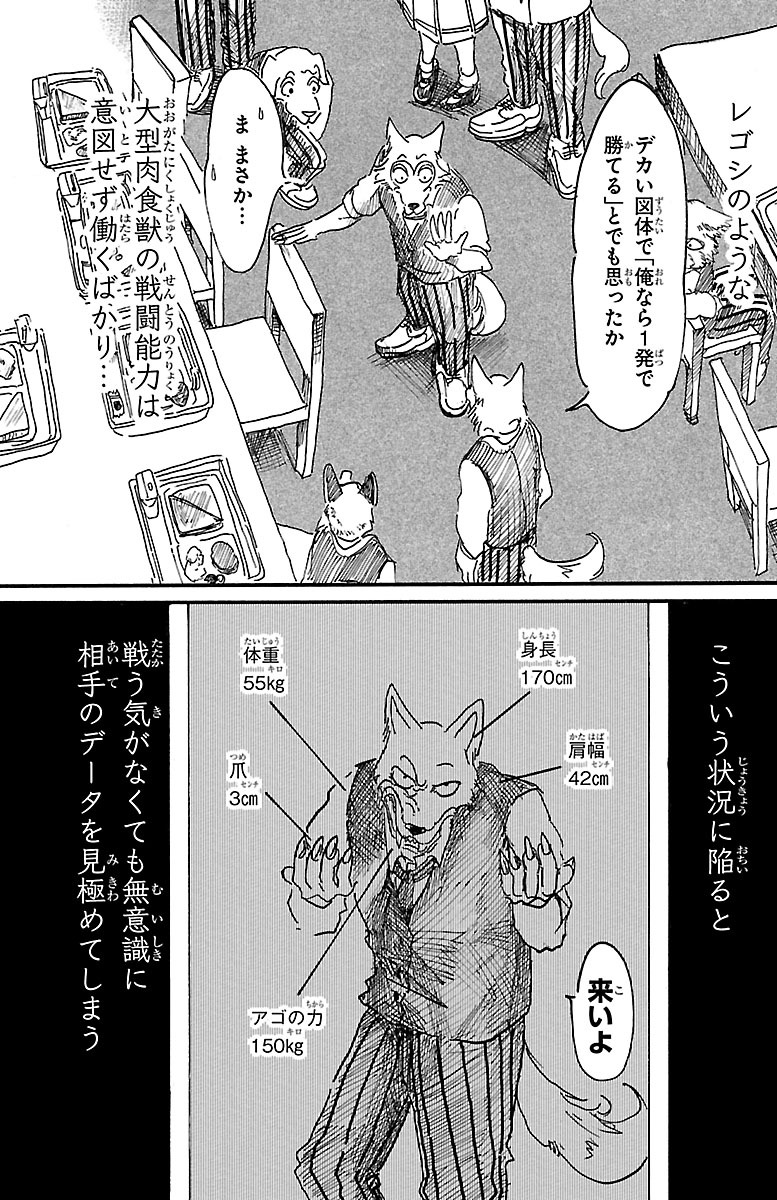 レゴシのような
デカい図体で「俺なら1発で
勝てる」とでも思ったか
ま まさか…
大型肉食獣の戦闘能力は
意図せず働くばかり…
こういう状況に陥ると
身長
170cm
肩幅
42cm
体重
55kg
爪
3cm
アゴの力
150kg
来いよ
戦う気がなくても無意識に
相手のデータを見極めてしまう